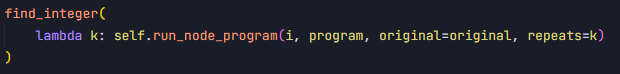 find_integer(
    lambda k: self.run_node_program(i, program, original=original, repeats=k)
)